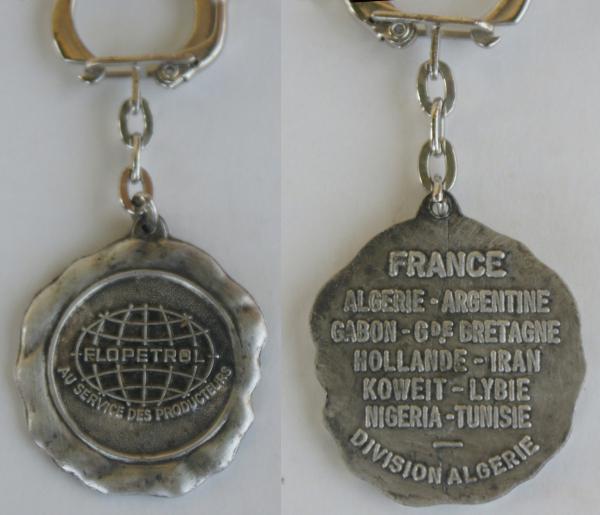 FLOPETROL
AU SERVICE DES PRODUCTEURS
FRANCE
ALGERIE - ARGENTINE
GABON - GDE BRETAGNE
HOLLANDE - IRAN
KOWEIT - LYBIE
NIGERIA - TUNISIE
—
DIVISION ALGERIE